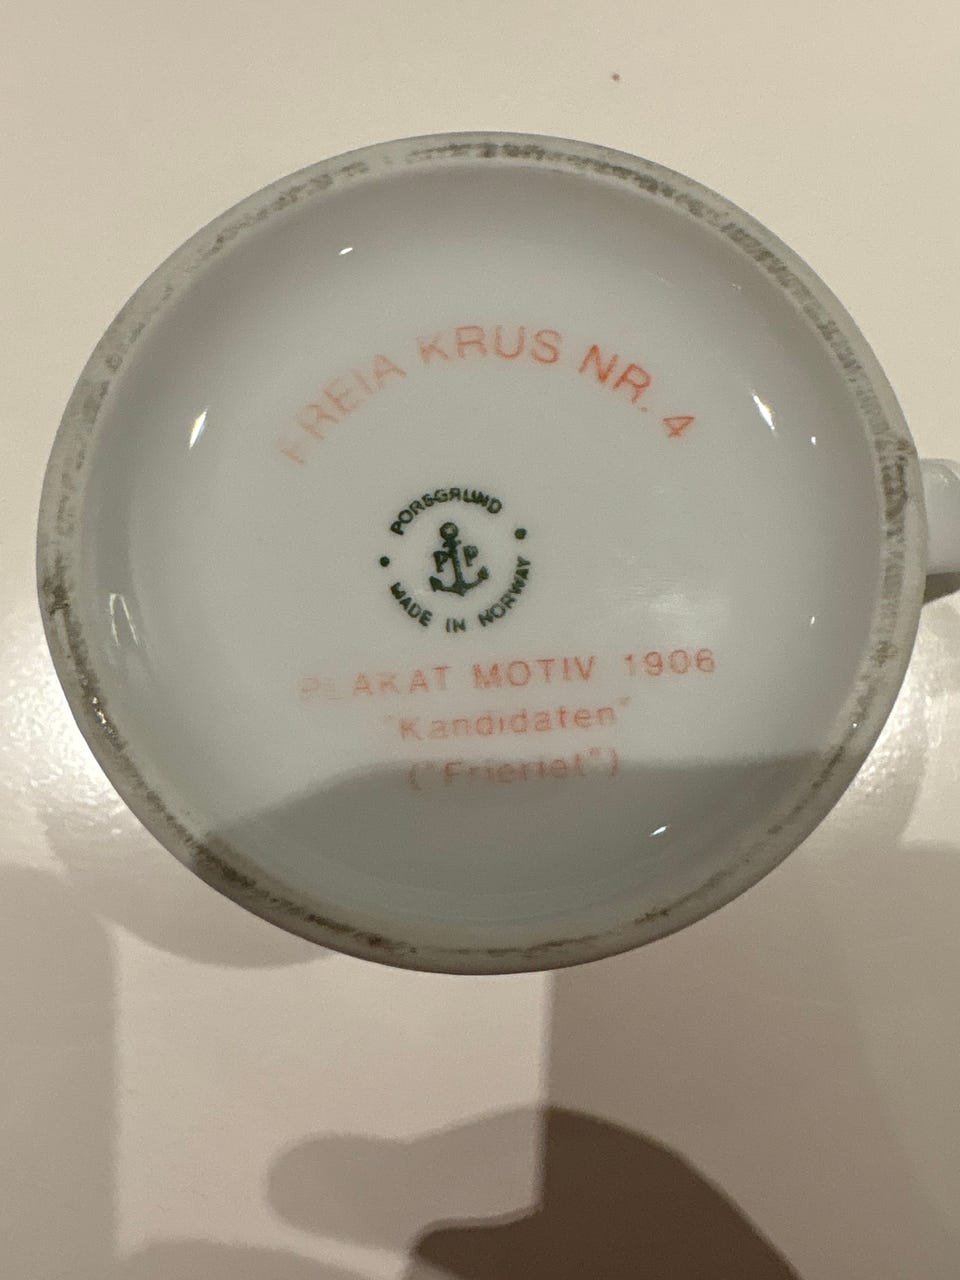 FREIA KRUS NR. 4
PORSGRUND
P P
MADE IN NORWAY
PLAKAT MOTIV 1906
"Kandidaten"
("Frieriet")